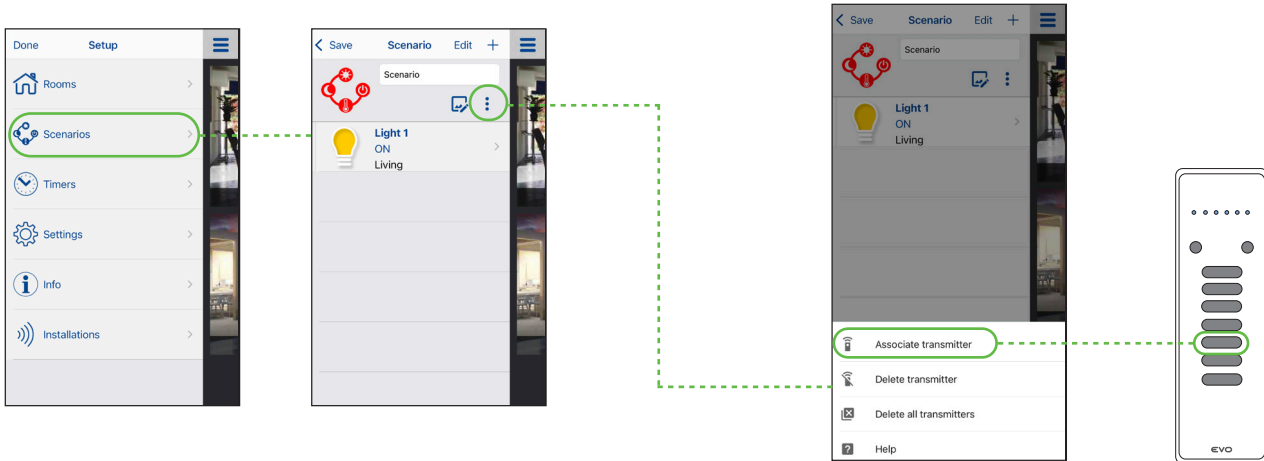 Done Setup
Rooms
Scenarios
Timers
Settings
Info
Installations
Save Scenario Edit +
Scenario
Light 1
ON
Living
Save Scenario Edit +
Scenario
Light 1
ON
Living
Associate transmitter
Delete transmitter
Delete all transmitters
? Help
EVO